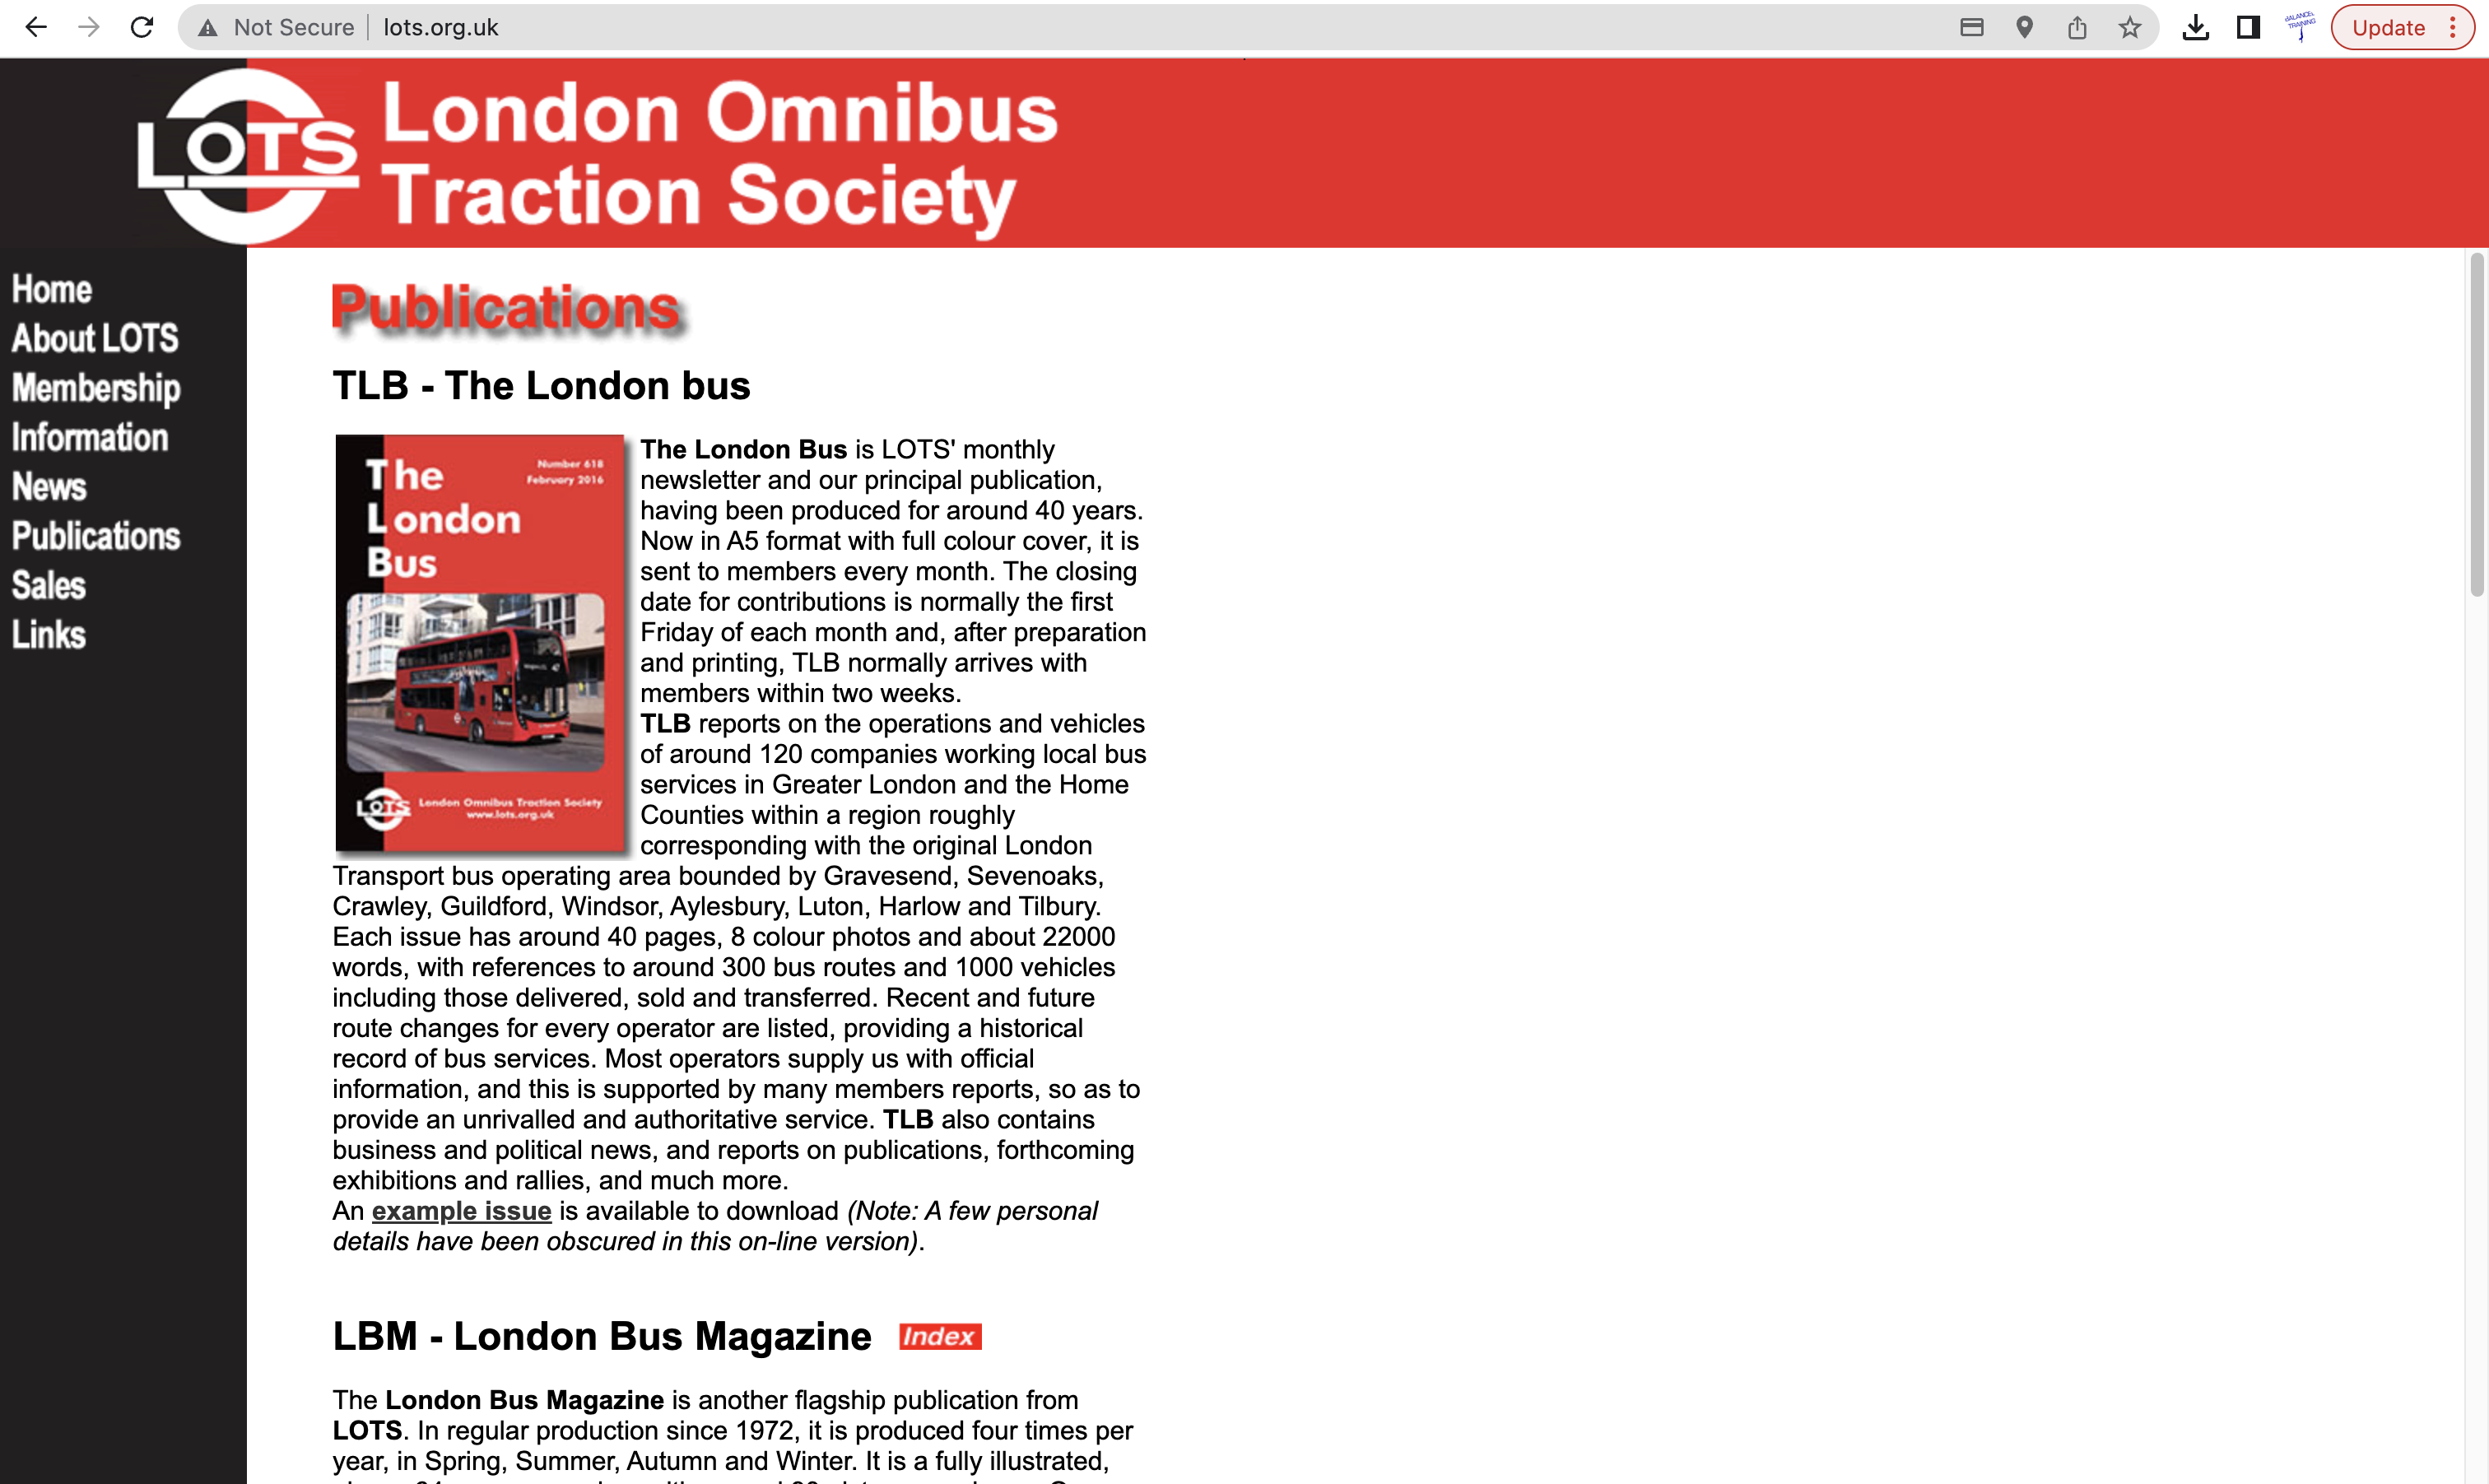 Not Secure | lots.org.uk
Update
LOTS
London Omnibus
Traction Society
Home
About LOTS
Membership
Information
News
Publications
Sales
Links
Publications
TLB - The London bus
The
London
Bus
Number 618
February 2016
LOTS
London Omnibus Traction Society
www.lots.org.uk
The London Bus is LOTS' monthly
newsletter and our principal publication,
having been produced for around 40 years.
Now in A5 format with full colour cover, it is
sent to members every month. The closing
date for contributions is normally the first
Friday of each month and, after preparation
and printing, TLB normally arrives with
members within two weeks.
TLB reports on the operations and vehicles
of around 120 companies working local bus
services in Greater London and the Home
Counties within a region roughly
corresponding with the original London
Transport bus operating area bounded by Gravesend, Sevenoaks,
Crawley, Guildford, Windsor, Aylesbury, Luton, Harlow and Tilbury.
Each issue has around 40 pages, 8 colour photos and about 22000
words, with references to around 300 bus routes and 1000 vehicles
including those delivered, sold and transferred. Recent and future
route changes for every operator are listed, providing a historical
record of bus services. Most operators supply us with official
information, and this is supported by many members reports, so as to
provide an unrivalled and authoritative service. TLB also contains
business and political news, and reports on publications, forthcoming
exhibitions and rallies, and much more.
An example issue is available to download (Note: A few personal
details have been obscured in this on-line version).
LBM - London Bus Magazine Index
The London Bus Magazine is another flagship publication from
LOTS. In regular production since 1972, it is produced four times per
year, in Spring, Summer, Autumn and Winter. It is a fully illustrated,